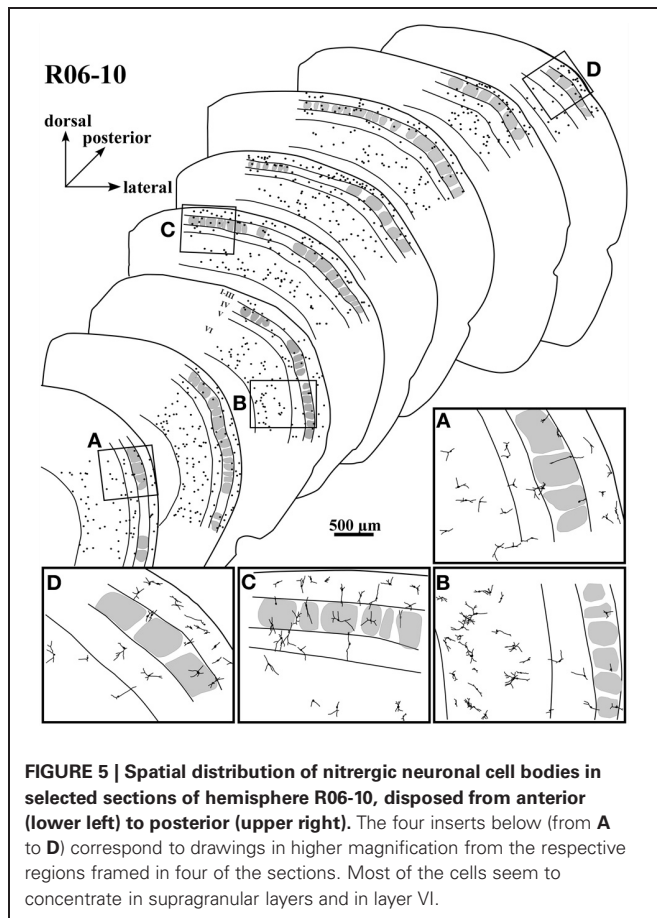 R06-10
dorsal
posterior
lateral
D
C
I-III
IV
V
VI
B
A
500 µm
A
D
C
B
FIGURE 5 | Spatial distribution of nitrergic neuronal cell bodies in
selected sections of hemisphere R06-10, disposed from anterior
(lower left) to posterior (upper right). The four inserts below (from A
to D) correspond to drawings in higher magnification from the respective
regions framed in four of the sections. Most of the cells seem to
concentrate in supragranular layers and in layer VI.